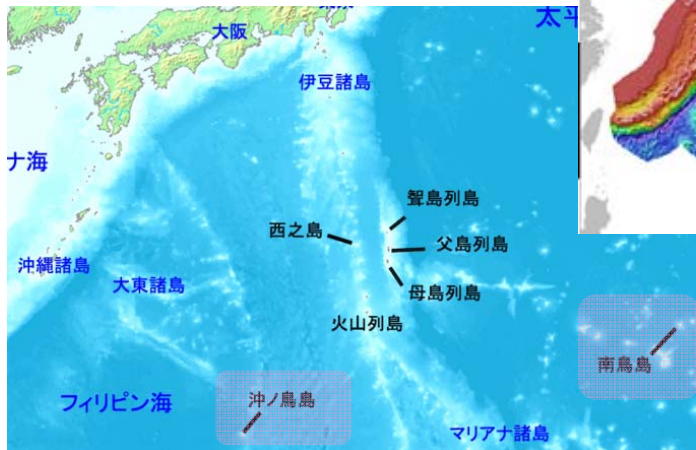 太平
大阪
伊豆諸島
ナ海
聟島列島
西之島
父島列島
沖縄諸島
大東諸島
母島列島
火山列島
南鳥島
フィリピン海
沖ノ鳥島
マリアナ諸島